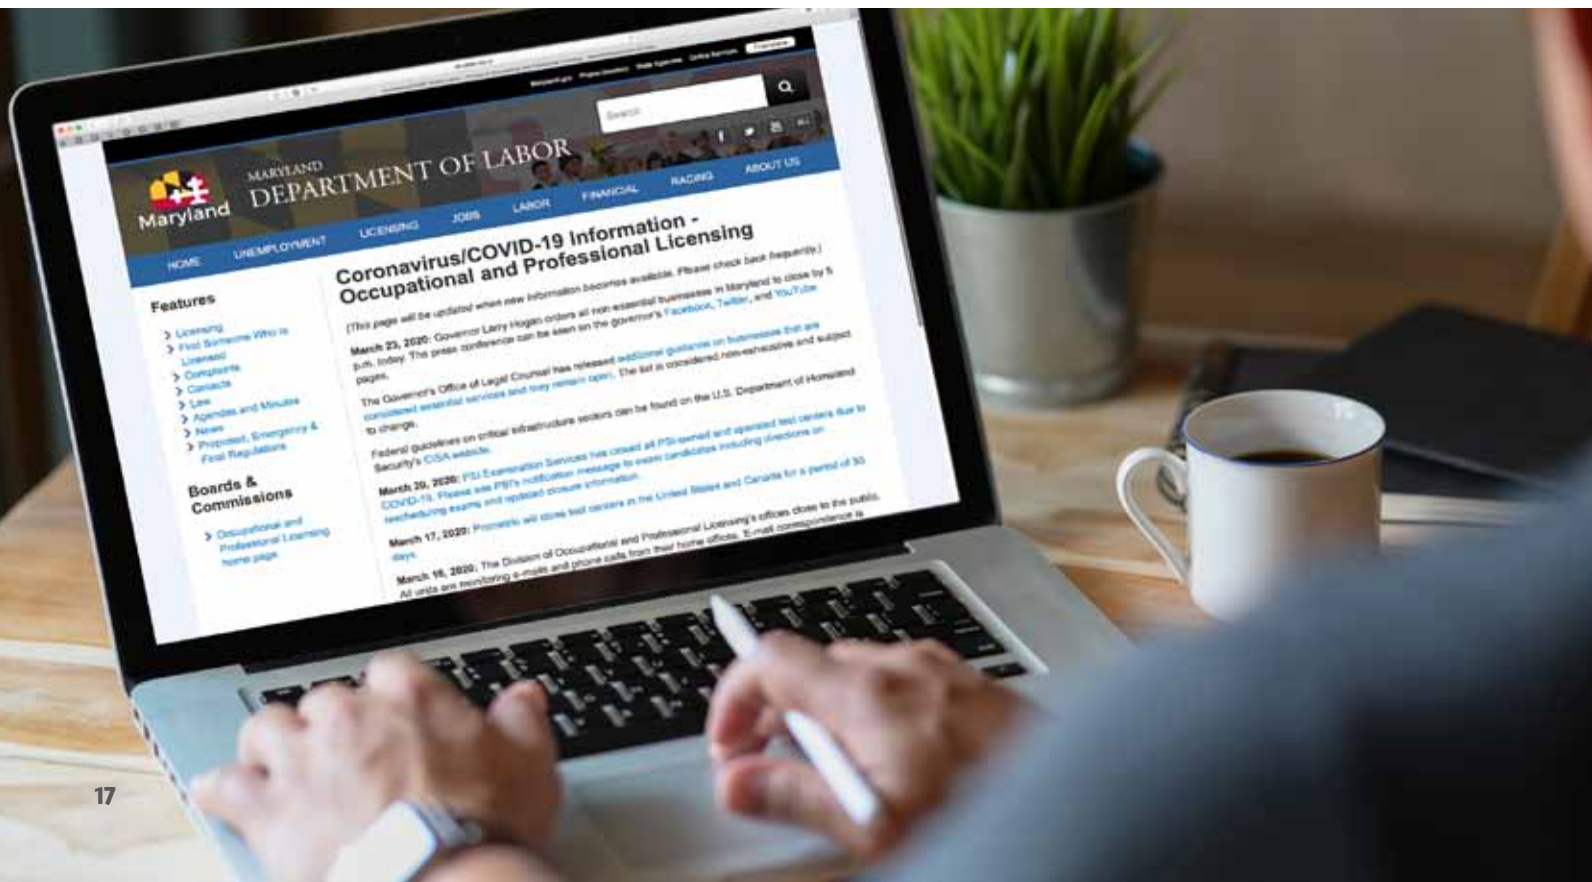 Maryland.gov Phone Directory State Agencies Online Services Translate
Search
Maryland
MARYLAND
DEPARTMENT OF LABOR
HOME UNEMPLOYMENT LICENSING JOBS LABOR FINANCIAL RACING ABOUT US
Features
> Licensing
> Find Someone Who is
Licensed
> Complaints
> Contacts
> Law
> Agendas and Minutes
> News
> Proposed, Emergency &
Final Regulations
Boards &
Commissions
> Occupational and
Professional Licensing
home page
Coronavirus/COVID-19 Information -
Occupational and Professional Licensing
(This page will be updated when new information becomes available. Please check back frequently.)
March 23, 2020: Governor Larry Hogan orders all non-essential businesses in Maryland to close by 5
p.m. today. The press conference can be seen on the governor's Facebook, Twitter, and YouTube
pages.
The Governor's Office of Legal Counsel has released additional guidance on businesses that are
considered essential services and may remain open. The list is considered non-exhaustive and subject
to change.
Federal guidelines on critical infrastructure sectors can be found on the U.S. Department of Homeland
Security's CISA website.
March 20, 2020: PSI Examination Services has closed all PSI-owned and operated test centers due to
COVID-19. Please see PSI's notification message to exam candidates including directions on
rescheduling exams and updated closure information.
March 17, 2020: Prometric will close test centers in the United States and Canada for a period of 30
days.
March 16, 2020: The Division of Occupational and Professional Licensing's offices close to the public.
All units are monitoring e-mails and phone calls from their home offices. E-mail correspondence is
17